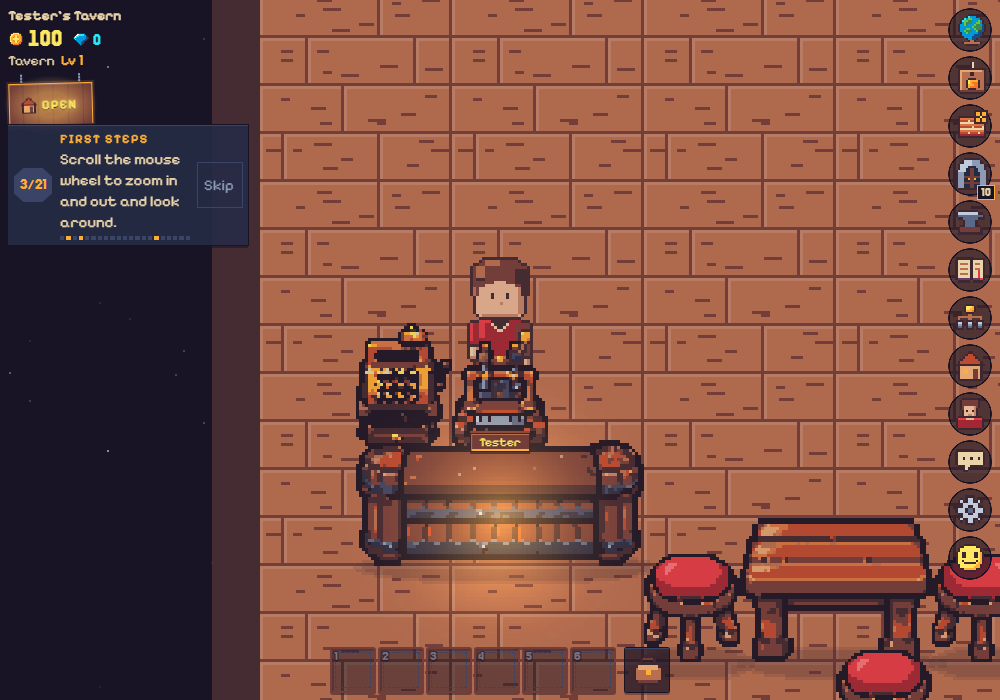 Tester's Tavern
100 0
Tavern Lv 1
OPEN
FIRST STEPS
3/21
Scroll the mouse
wheel to zoom in
and out and look
around.
Skip
10
Tester
1 2 3 4 5 6